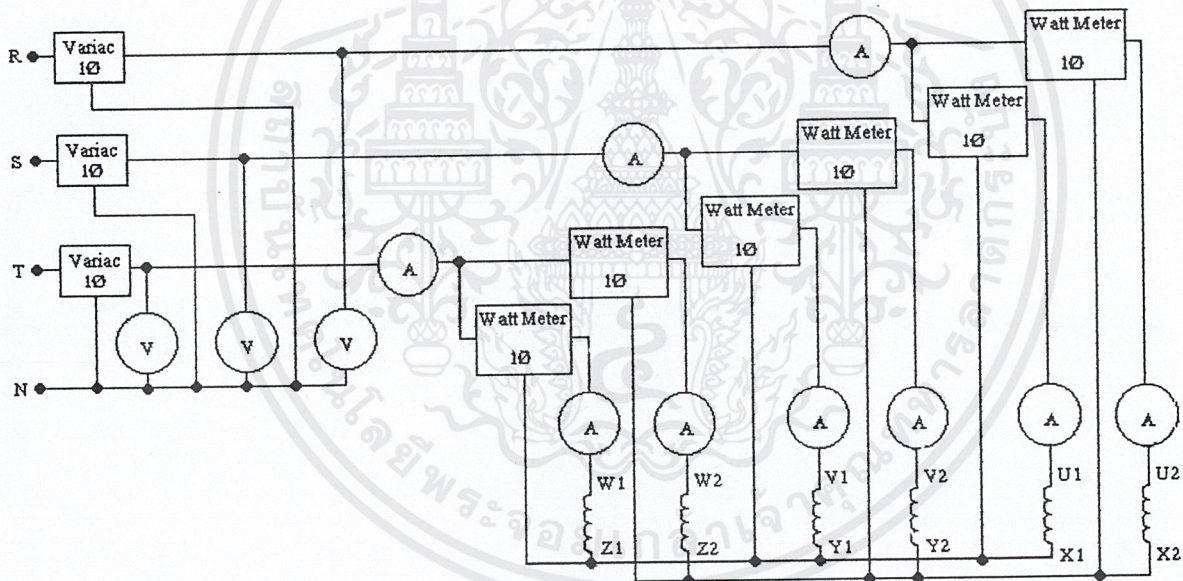 R
Variac
1Ø
A
Watt Meter
1Ø
Watt Meter
1Ø
S
Variac
1Ø
A
Watt Meter
1Ø
Watt Meter
1Ø
T
Variac
1Ø
A
Watt Meter
1Ø
Watt Meter
1Ø
V
V
V
N
A
A
A
A
A
A
W1
W2
V1
V2
U1
U2
Z1
Z2
Y1
Y2
X1
X2